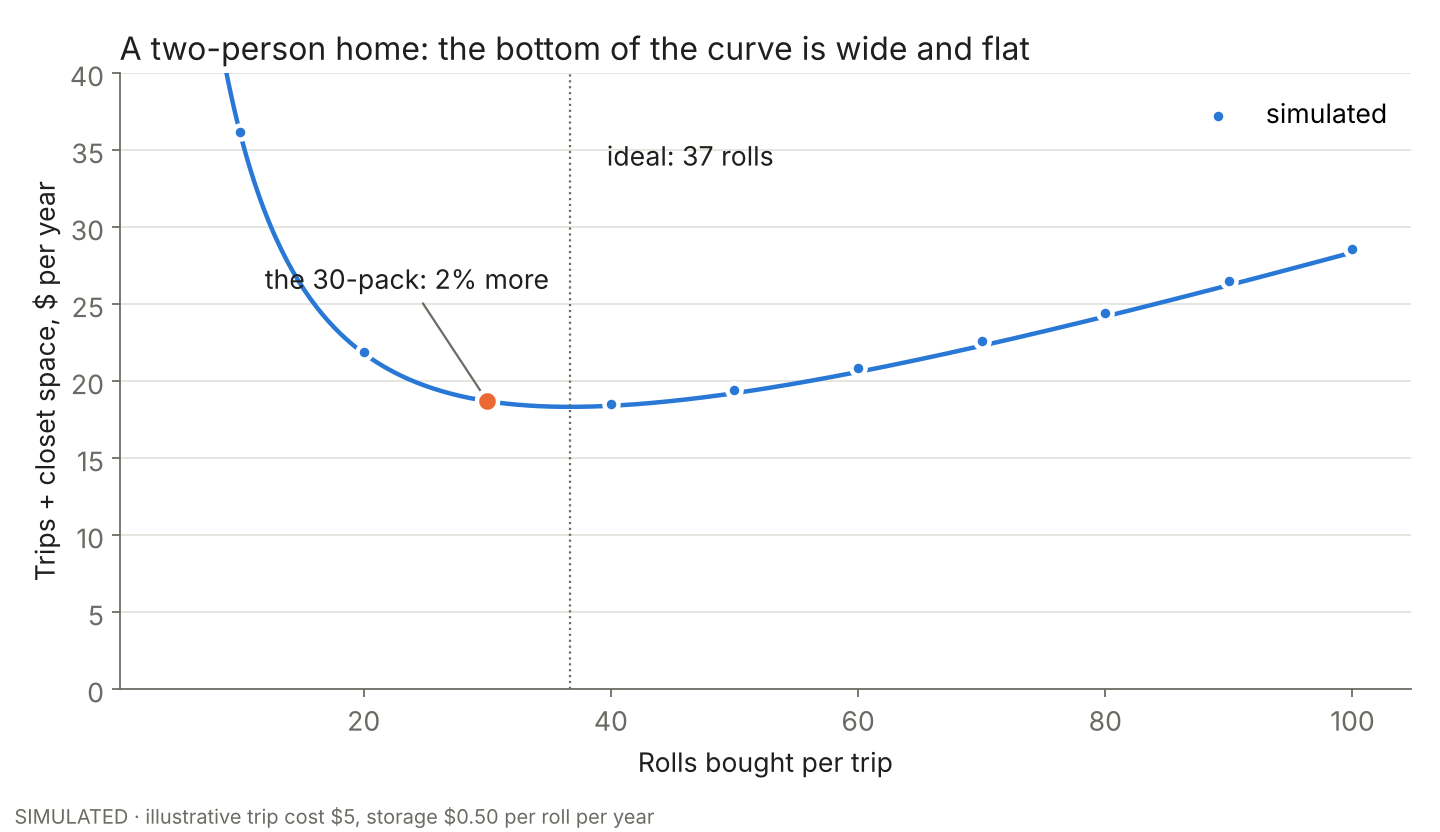 A two-person home: the bottom of the curve is wide and flat
40
35
30
25
20
15
10
5
0
Trips + closet space, $ per year
simulated
ideal: 37 rolls
the 30-pack: 2% more
20
40
60
80
100
Rolls bought per trip
SIMULATED · illustrative trip cost $5, storage $0.50 per roll per year